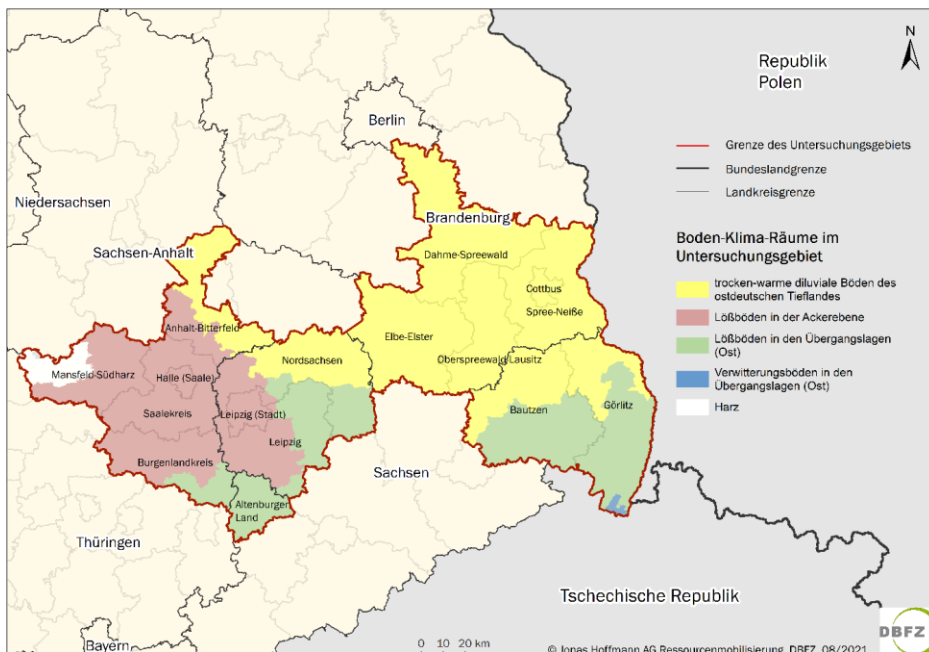 Republik
Polen
N
Berlin
Grenze des Untersuchungsgebiets
Bundeslandgrenze
Landkreisgrenze
Niedersachsen
Brandenburg
Sachsen-Anhalt
Dahme-Spreewald
Boden-Klima-Räume im
Untersuchungsgebiet
trocken-warme diluviale Böden des
ostdeutschen Tieflandes
Lößböden in der Ackerebene
Lößböden in den Übergangslagen
(Ost)
Verwitterungsböden in den
Übergangslagen (Ost)
Harz
Cottbus
Spree-Neiße
Anhalt-Bitterfeld
Elbe-Elster
Nordsachsen
Oberspreewald Lausitz
Mansfeld-Südharz
Halle (Saale)
Saalekreis
Leipzig (Stadt)
Bautzen
Görlitz
Leipzig
Burgenlandkreis
Sachsen
Altenburger
Land
Thüringen
Tschechische Republik
Bayern
0 10 20 km
© Jonas Hoffmann AG Ressourcenmobilisierung, DBFZ, 08/2021
DBFZ